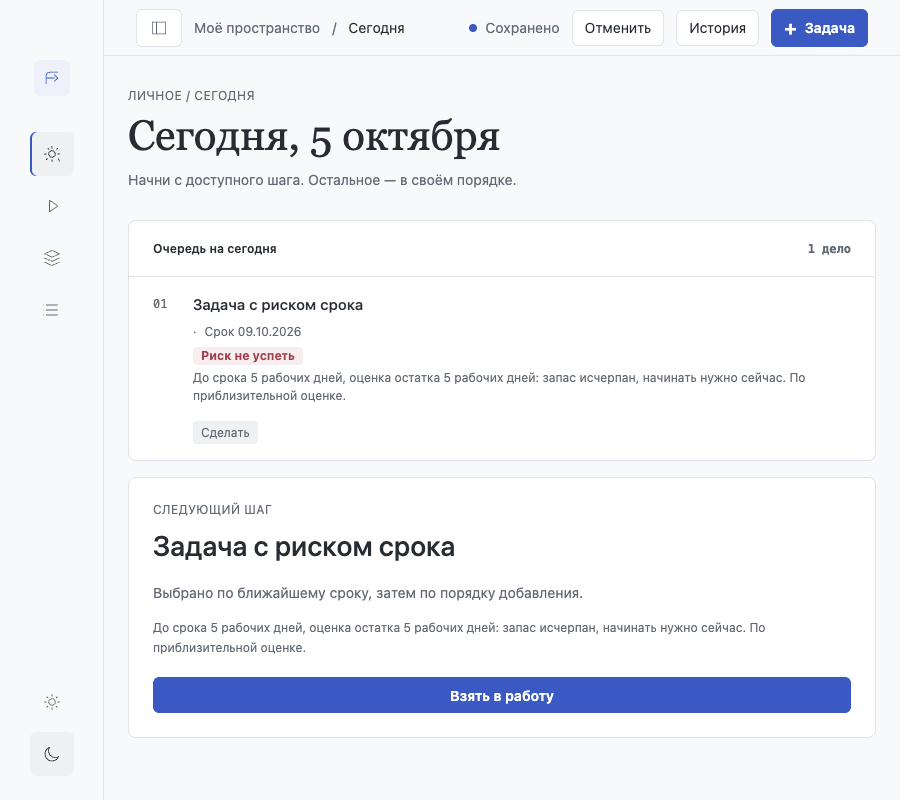 Моё пространство / Сегодня
Сохранено
Отменить
История
+ Задача
ЛИЧНОЕ / СЕГОДНЯ
Сегодня, 5 октября
Начни с доступного шага. Остальное — в своём порядке.
Очередь на сегодня
1 дело
01
Задача с риском срока
· Срок 09.10.2026
Риск не успеть
До срока 5 рабочих дней, оценка остатка 5 рабочих дней: запас исчерпан, начинать нужно сейчас. По
приблизительной оценке.
Сделать
СЛЕДУЮЩИЙ ШАГ
Задача с риском срока
Выбрано по ближайшему сроку, затем по порядку добавления.
До срока 5 рабочих дней, оценка остатка 5 рабочих дней: запас исчерпан, начинать нужно сейчас. По
приблизительной оценке.
Взять в работу